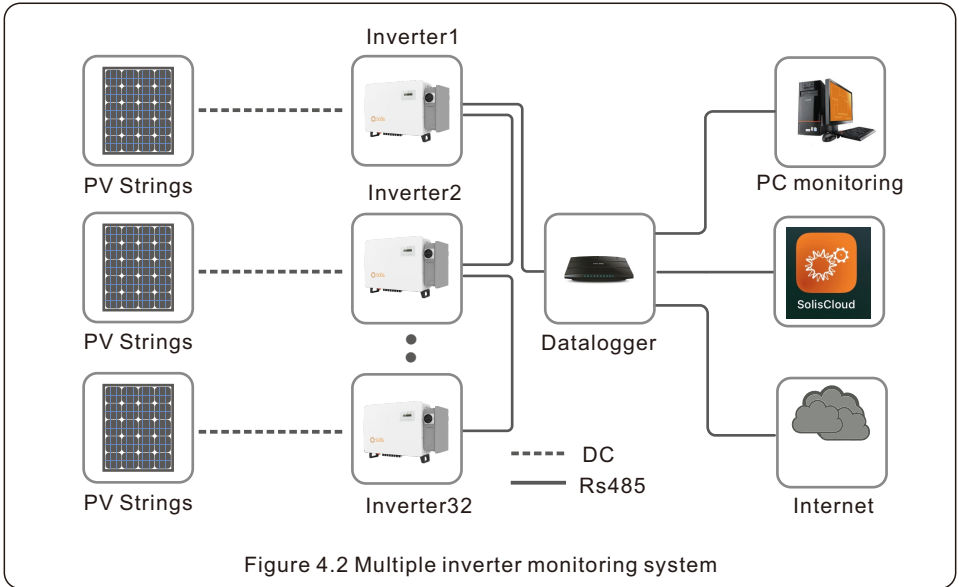 Inverter1
PV Strings
Inverter2
PC monitoring
PV Strings
Datalogger
SolisCloud
PV Strings
Inverter32
DC
Rs485
Internet
Figure 4.2 Multiple inverter monitoring system